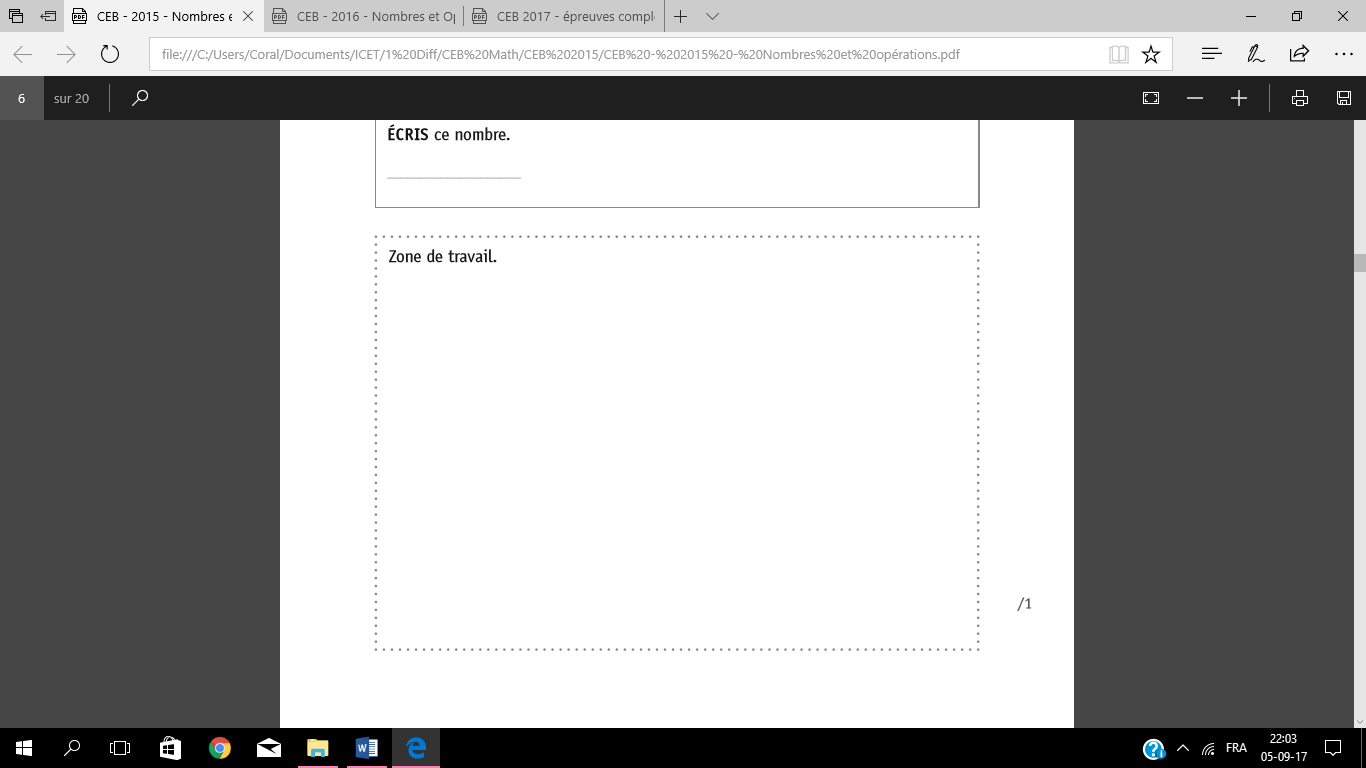 CEB - 2015 - Nombres e
CEB - 2016 - Nombres et Op
CEB 2017 - épreuves compl
file:///C:/Users/Coral/Documents/ICET/1%20Diff/CEB%20Math/CEB%202015/CEB%20-%202015%20-%20Nombres%20et%20opérations.pdf
6 sur 20
ÉCRIS ce nombre.
Zone de travail.
/1
FRA
22:03
05-09-17